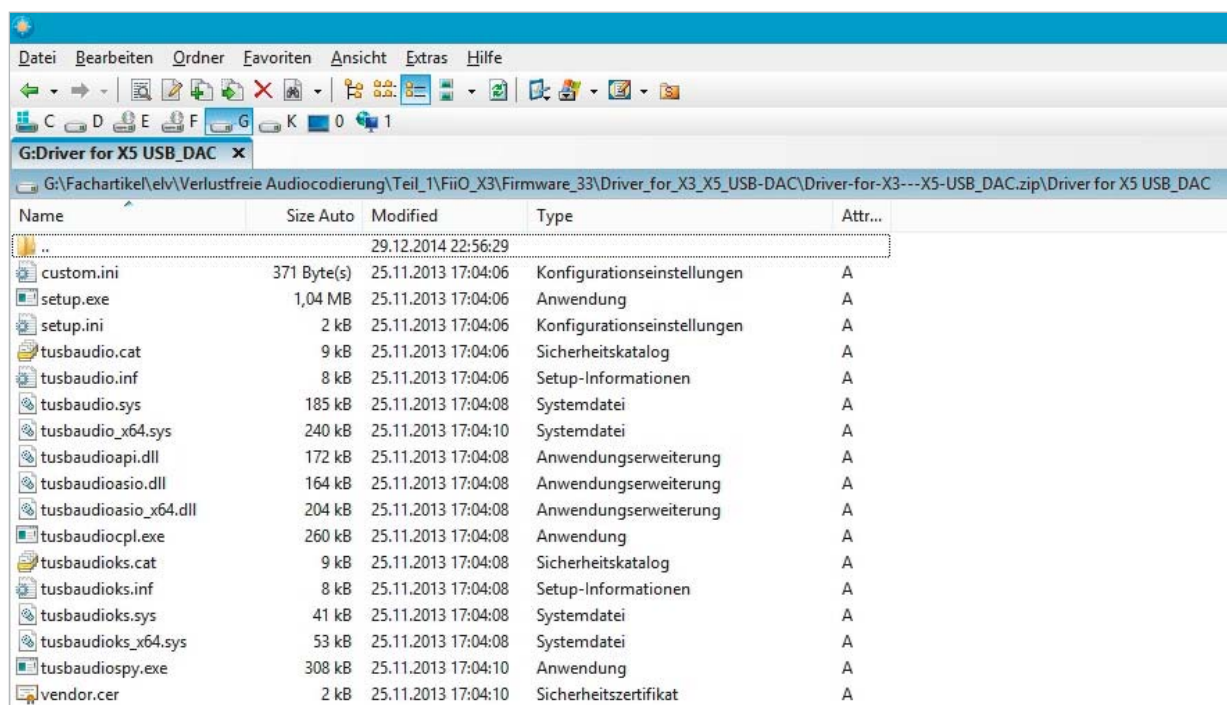 Datei Bearbeiten Ordner Favoriten Ansicht Extras Hilfe
C D E F G K 0 1
G:Driver for X5 USB_DAC ×
G:\Fachartikel\elv\Verlustfreie Audiocodierung\Teil_1\FiiO_X3\Firmware_33\Driver_for_X3_X5_USB-DAC\Driver-for-X3---X5-USB_DAC.zip\Driver for X5 USB_DAC
Name Size Auto Modified Type Attr...
.. 29.12.2014 22:56:29
custom.ini 371 Byte(s) 25.11.2013 17:04:06 Konfigurationseinstellungen A
setup.exe 1,04 MB 25.11.2013 17:04:06 Anwendung A
setup.ini 2 kB 25.11.2013 17:04:06 Konfigurationseinstellungen A
tusbaudio.cat 9 kB 25.11.2013 17:04:06 Sicherheitskatalog A
tusbaudio.inf 8 kB 25.11.2013 17:04:06 Setup-Informationen A
tusbaudio.sys 185 kB 25.11.2013 17:04:08 Systemdatei A
tusbaudio_x64.sys 240 kB 25.11.2013 17:04:10 Systemdatei A
tusbaudioapi.dll 172 kB 25.11.2013 17:04:08 Anwendungserweiterung A
tusbaudioasio.dll 164 kB 25.11.2013 17:04:08 Anwendungserweiterung A
tusbaudioasio_x64.dll 204 kB 25.11.2013 17:04:08 Anwendungserweiterung A
tusbaudiocpl.exe 260 kB 25.11.2013 17:04:08 Anwendung A
tusbaudioks.cat 9 kB 25.11.2013 17:04:08 Sicherheitskatalog A
tusbaudioks.inf 8 kB 25.11.2013 17:04:08 Setup-Informationen A
tusbaudioks.sys 41 kB 25.11.2013 17:04:08 Systemdatei A
tusbaudioks_x64.sys 53 kB 25.11.2013 17:04:08 Systemdatei A
tusbaudiospy.exe 308 kB 25.11.2013 17:04:10 Anwendung A
vendor.cer 2 kB 25.11.2013 17:04:10 Sicherheitszertifikat A